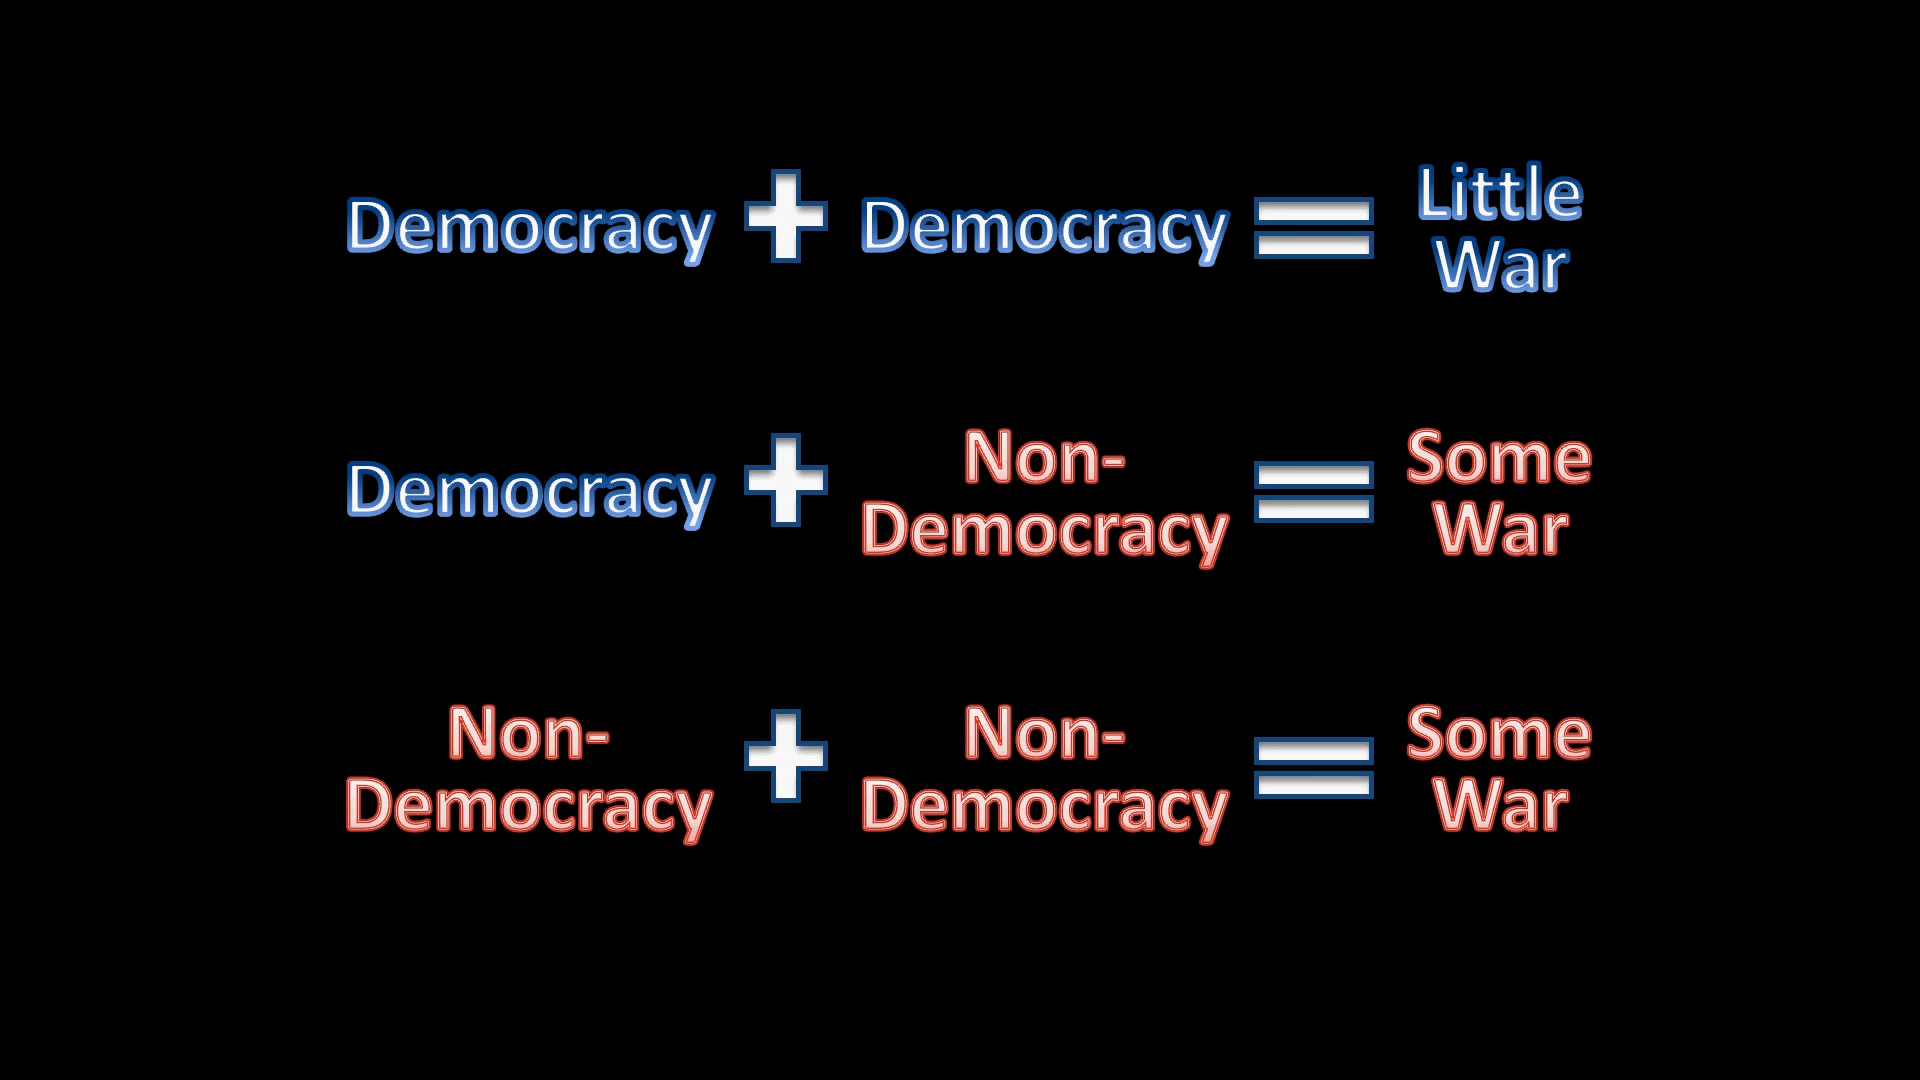 Democracy + Democracy = Little
War
Democracy + Non-
Democracy = Some
War
Non-
Democracy + Non-
Democracy = Some
War